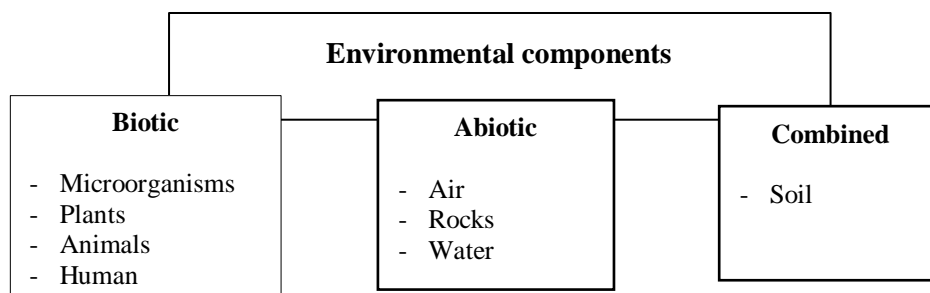 Environmental components
Biotic
- Microorganisms
- Plants
- Animals
- Human
Abiotic
- Air
- Rocks
- Water
Combined
- Soil